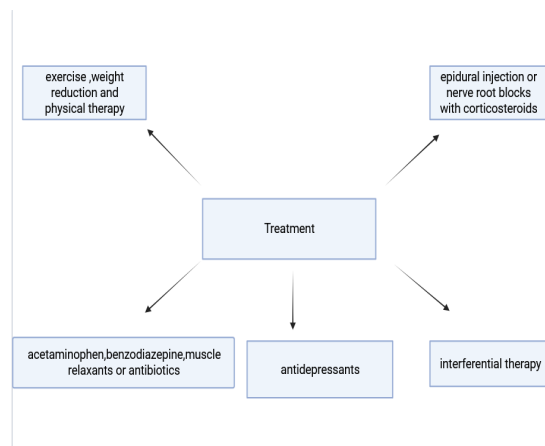 exercise ,weight
reduction and
physical therapy
epidural injection or
nerve root blocks
with corticosteroids
Treatment
acetaminophen,benzodiazepine,muscle
relaxants or antibiotics
antidepressants
interferential therapy